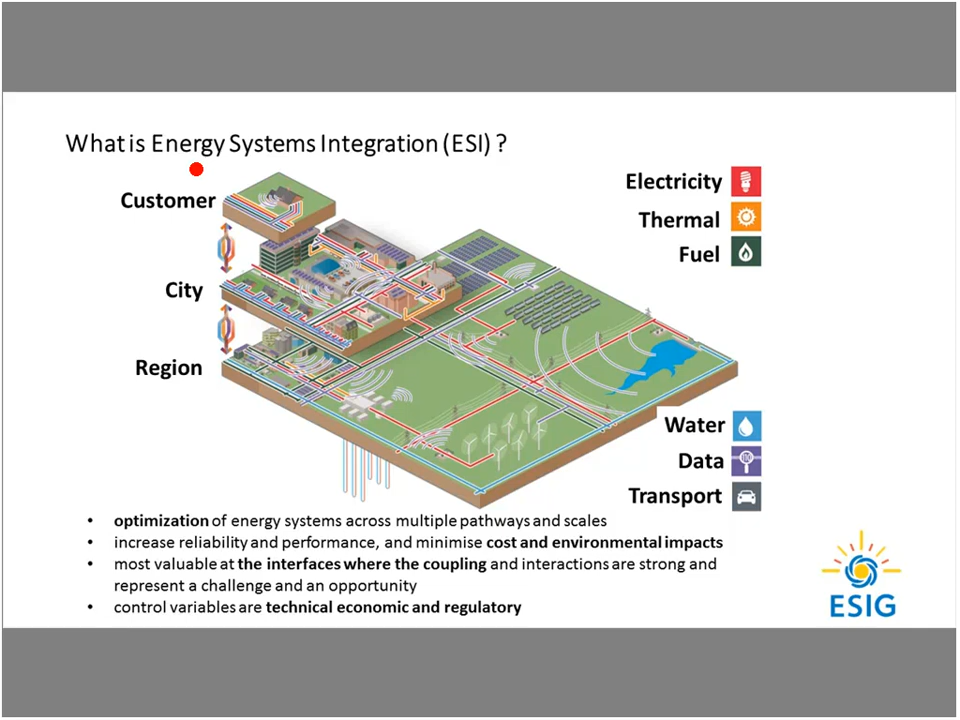 What is Energy Systems Integration (ESI) ?
Customer
City
Region
Electricity
Thermal
Fuel
Water
Data
Transport
• optimization of energy systems across multiple pathways and scales
• increase reliability and performance, and minimise cost and environmental impacts
• most valuable at the interfaces where the coupling and interactions are strong and
represent a challenge and an opportunity
• control variables are technical economic and regulatory
ESIG